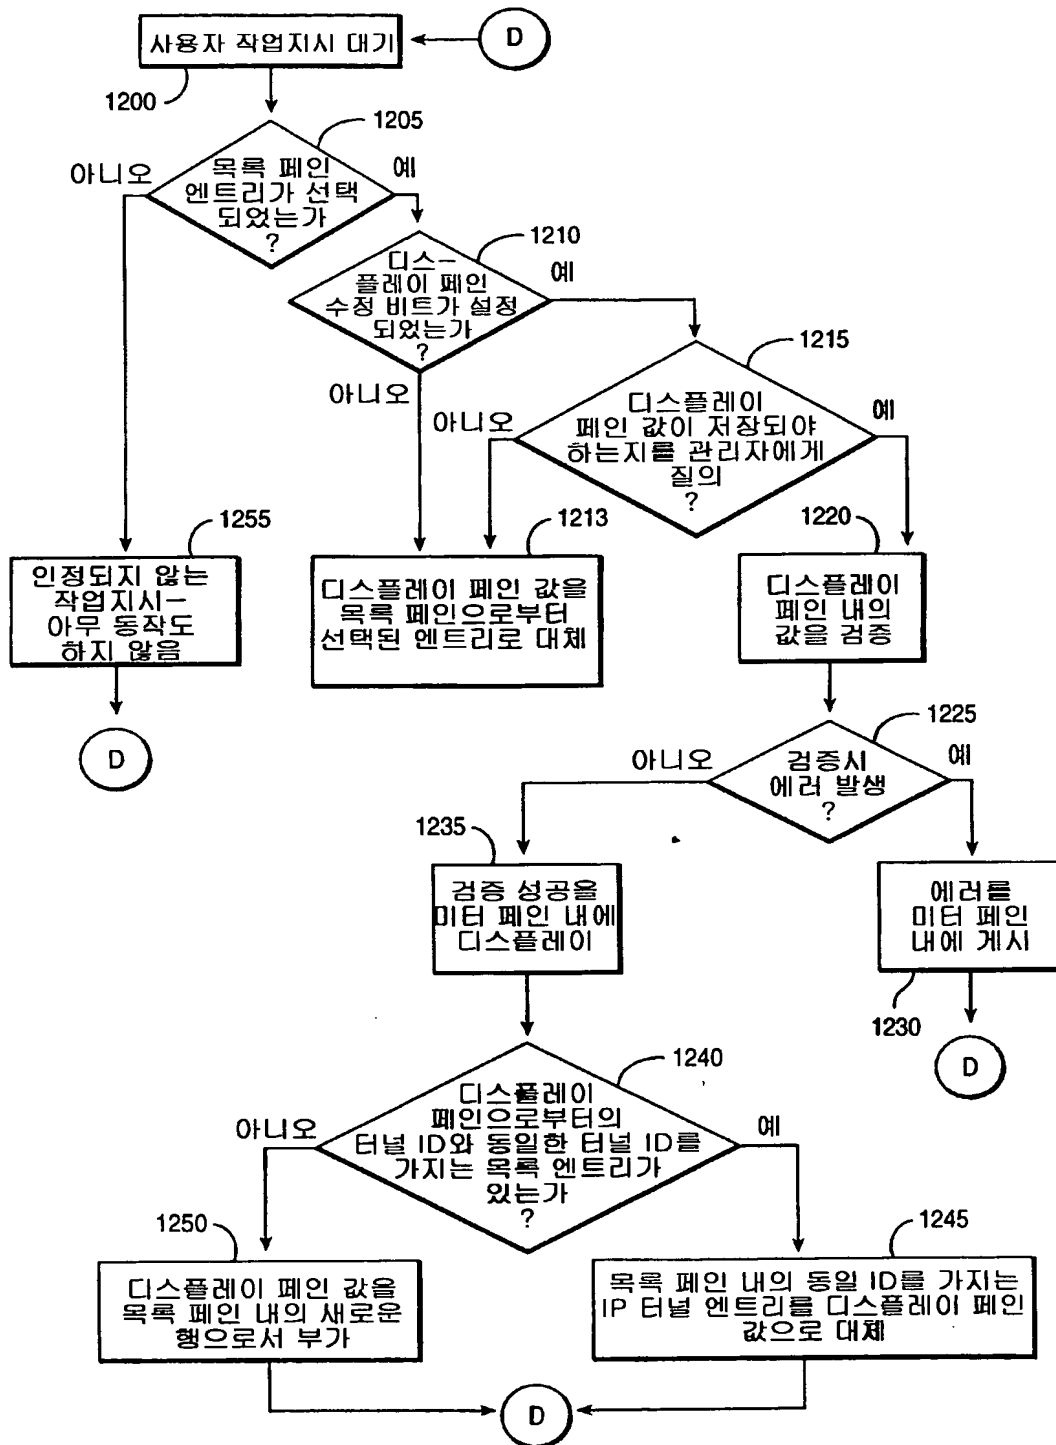 사용자 작업지시 대기
D
1200
1205
아니오
예
목록 페인
엔트리가 선택
되었는가
?
1210
예
디스-
플레이 페인
수정 비트가 설정
되었는가
?
아니오
1215
아니오
예
디스플레이
페인 값이 저장되야
하는지를 관리자에게
질의
?
1255
인정되지 않는
작업지시-
아무 동작도
하지 않음
D
1213
디스플레이 페인 값을
목록 페인으로부터
선택된 엔트리로 대체
1220
디스플레이
페인 내의
값을 검증
1225
아니오
예
검증시
에러 발생
?
1235
검증 성공을
미터 페인 내에
디스플레이
에러를
미터 페인
내에 게시
1230
D
1240
아니오
예
디스플레이
페인으로부터의
터널 ID와 동일한 터널 ID를
가지는 목록 엔트리가
있는가
?
1250
디스플레이 페인 값을
목록 페인 내의 새로운
행으로서 부가
1245
목록 페인 내의 동일 ID를 가지는
IP 터널 엔트리를 디스플레이 페인
값으로 대체
D